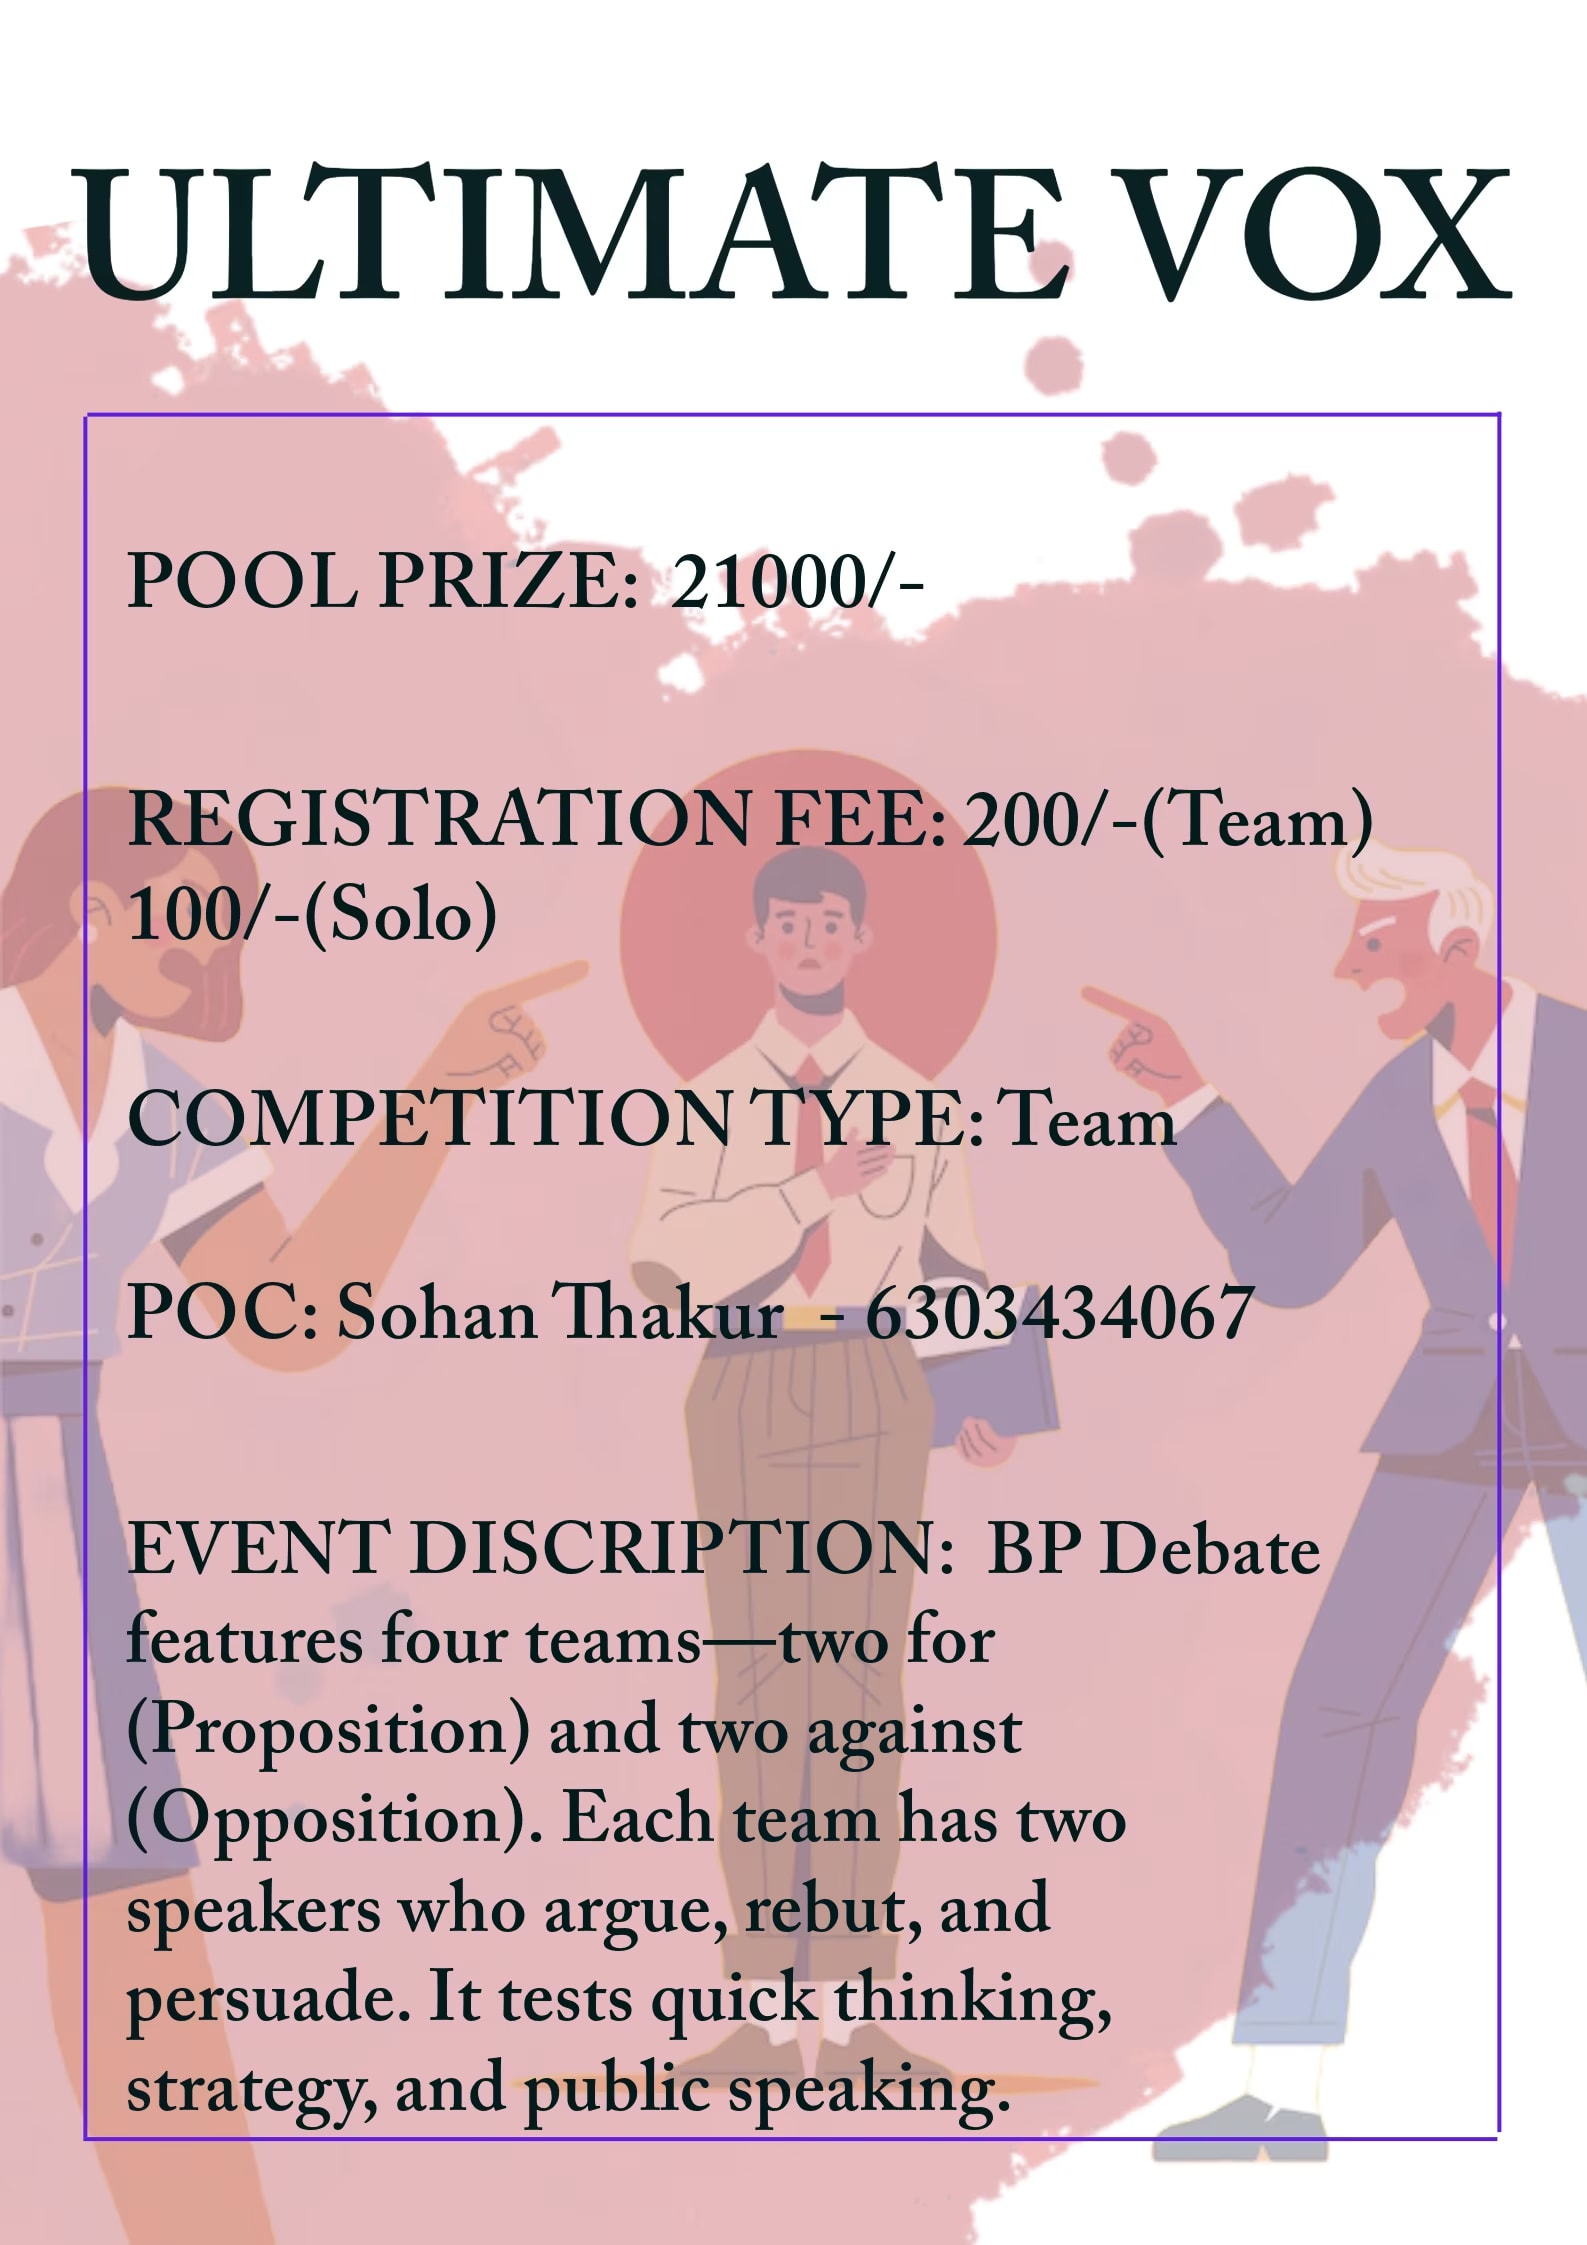 ULTIMATE VOX
POOL PRIZE: 21000/-
REGISTRATION FEE: 200/-(Team)
100/-(Solo)
COMPETITION TYPE: Team
POC: Sohan Thakur - 6303434067
EVENT DISCRIPTION: BP Debate
features four teams—two for
(Proposition) and two against
(Opposition). Each team has two
speakers who argue, rebut, and
persuade. It tests quick thinking,
strategy, and public speaking.